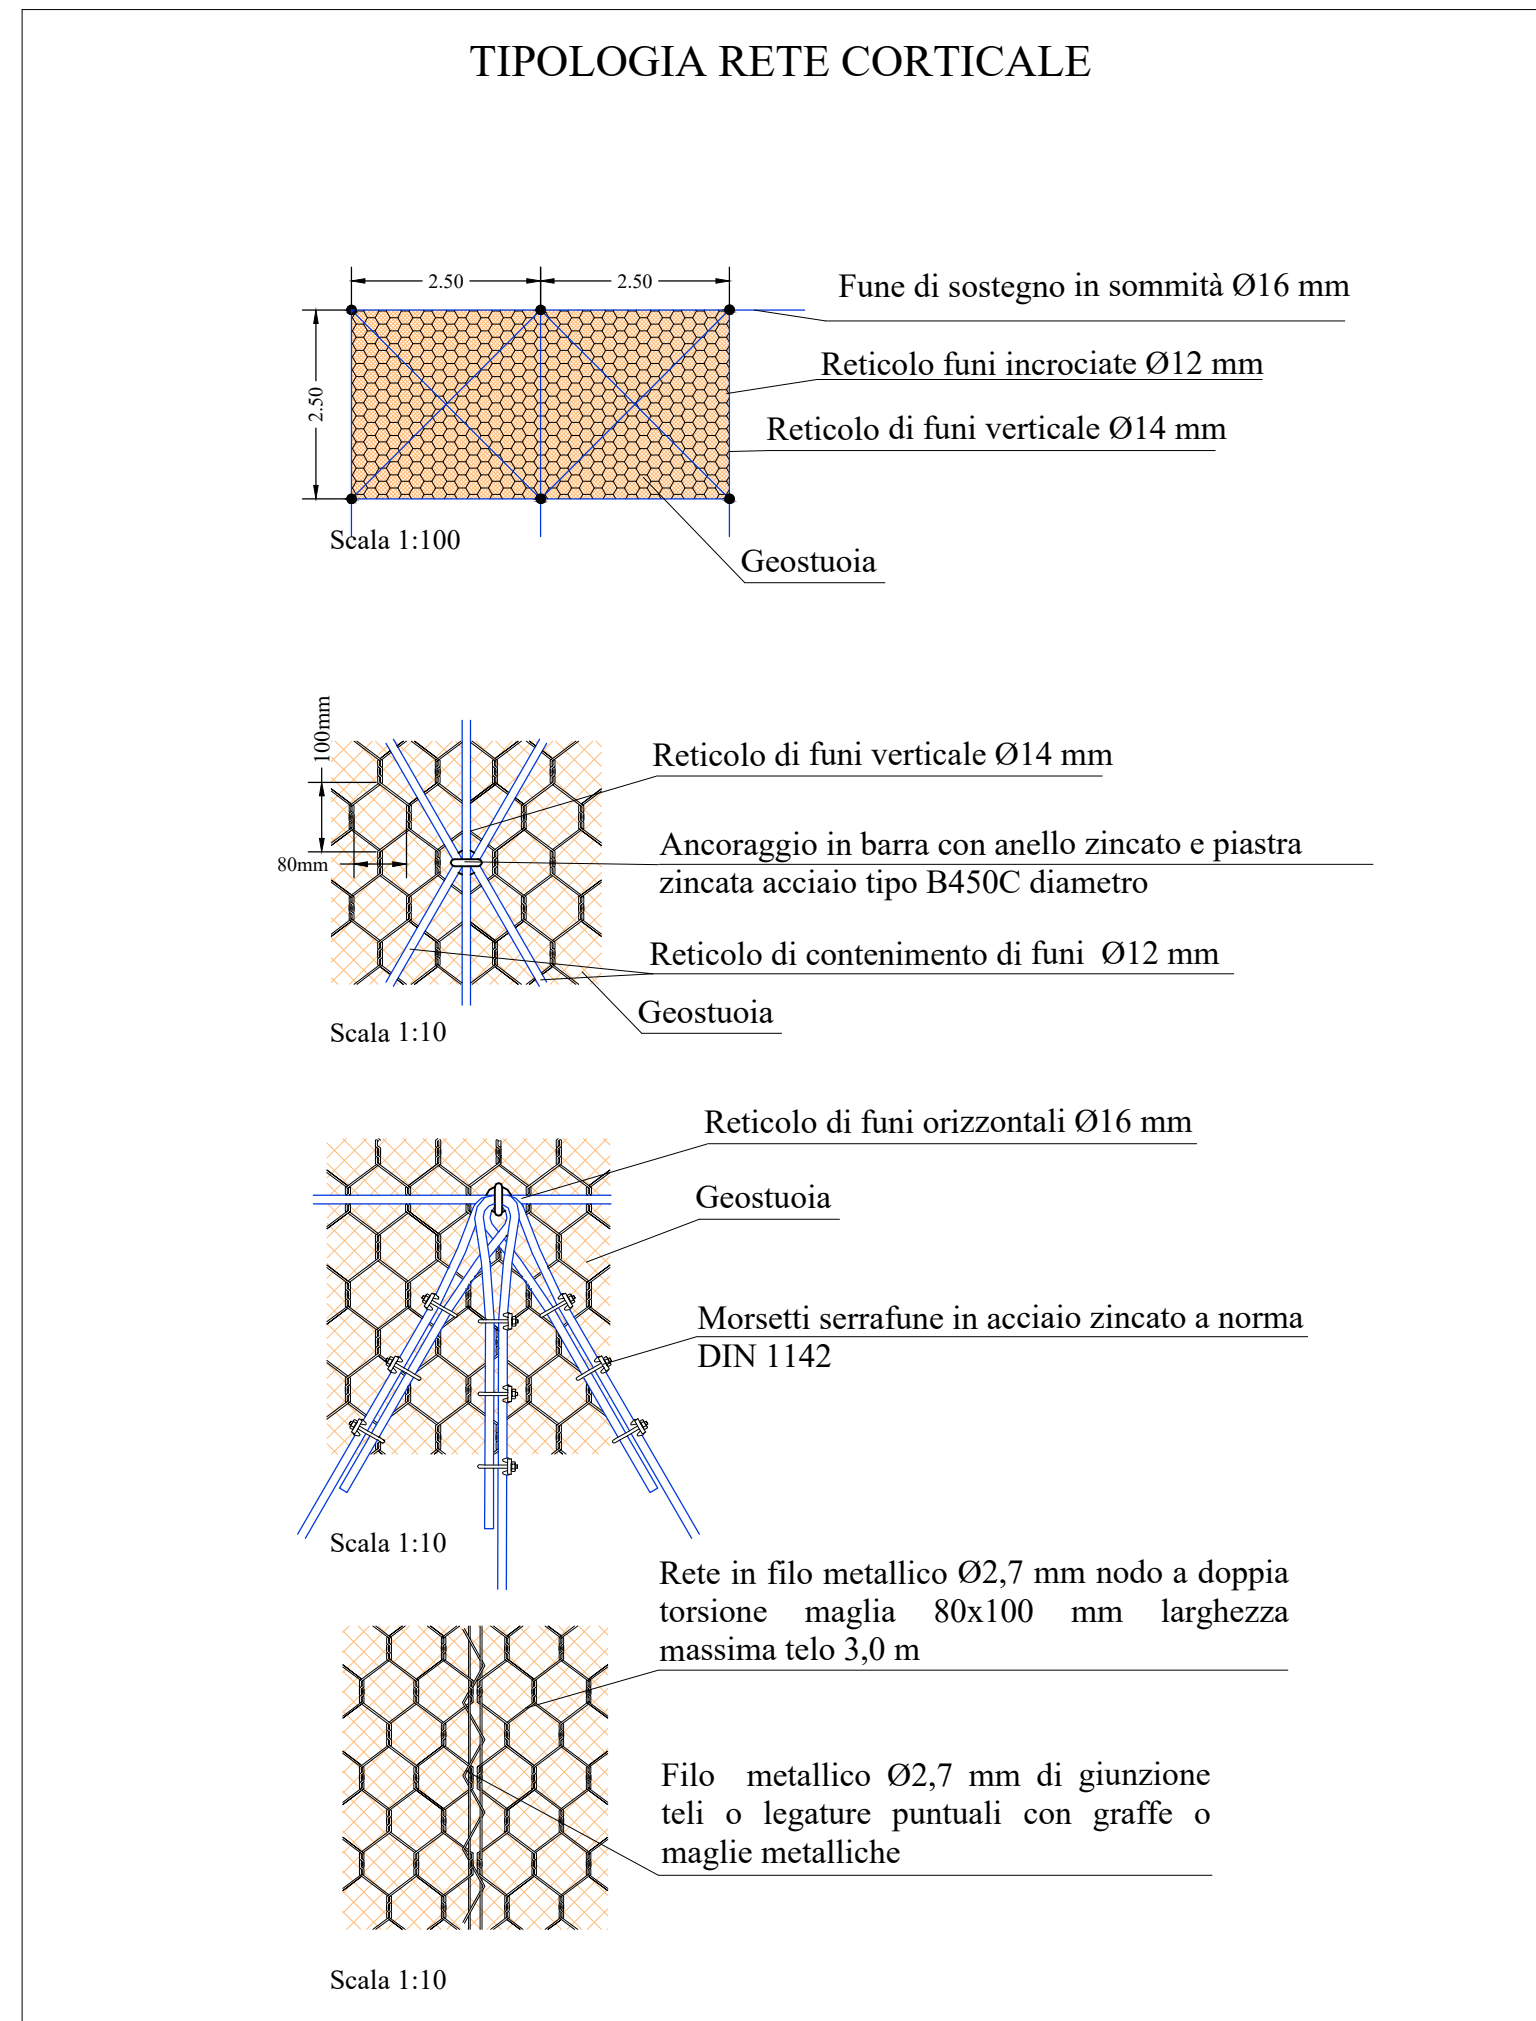 TIPOLOGIA RETE CORTICALE
2.50
2.50
Fune di sostegno in sommità Ø16 mm
Reticolo funi incrociate Ø12 mm
2.50
Reticolo di funi verticale Ø14 mm
Scala 1:100
Geostuoia
100mm
Reticolo di funi verticale Ø14 mm
80mm
Ancoraggio in barra con anello zincato e piastra
zincata acciaio tipo B450C diametro
Reticolo di contenimento di funi Ø12 mm
Geostuoia
Scala 1:10
Reticolo di funi orizzontali Ø16 mm
Geostuoia
Morsetti serrafune in acciaio zincato a norma
DIN 1142
Scala 1:10
Rete in filo metallico Ø2,7 mm nodo a doppia
torsione maglia 80x100 mm larghezza
massima telo 3,0 m
Filo metallico Ø2,7 mm di giunzione
teli o legature puntuali con graffe o
maglie metalliche
Scala 1:10